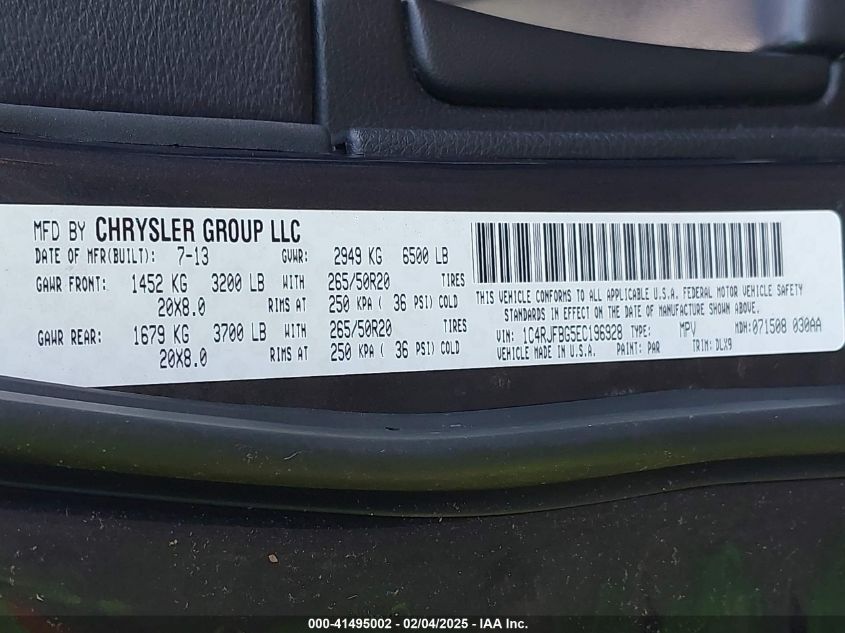 MFD BY CHRYSLER GROUP LLC
DATE OF MFR(BUILT): 7-13 GVWR: 2949 KG 6500 LB
GAWR FRONT: 1452 KG 3200 LB WITH 265/50R20 TIRES
20X8.0 RIMS AT 250 KPA ( 36 PSI) COLD
GAWR REAR: 1679 KG 3700 LB WITH 265/50R20 TIRES
20X8.0 RIMS AT 250 KPA ( 36 PSI) COLD
THIS VEHICLE CONFORMS TO ALL APPLICABLE U.S.A. FEDERAL MOTOR VEHICLE SAFETY
STANDARDS IN EFFECT ON THE DATE OF MANUFACTURE SHOWN ABOVE.
VIN: 1C4RJFBG5EC196928 TYPE: MPV MDH: 071508 030AA
VEHICLE MADE IN U.S.A. PAINT: PAR TRIM: DLX9
000-41495002 - 02/04/2025 - IAA Inc.